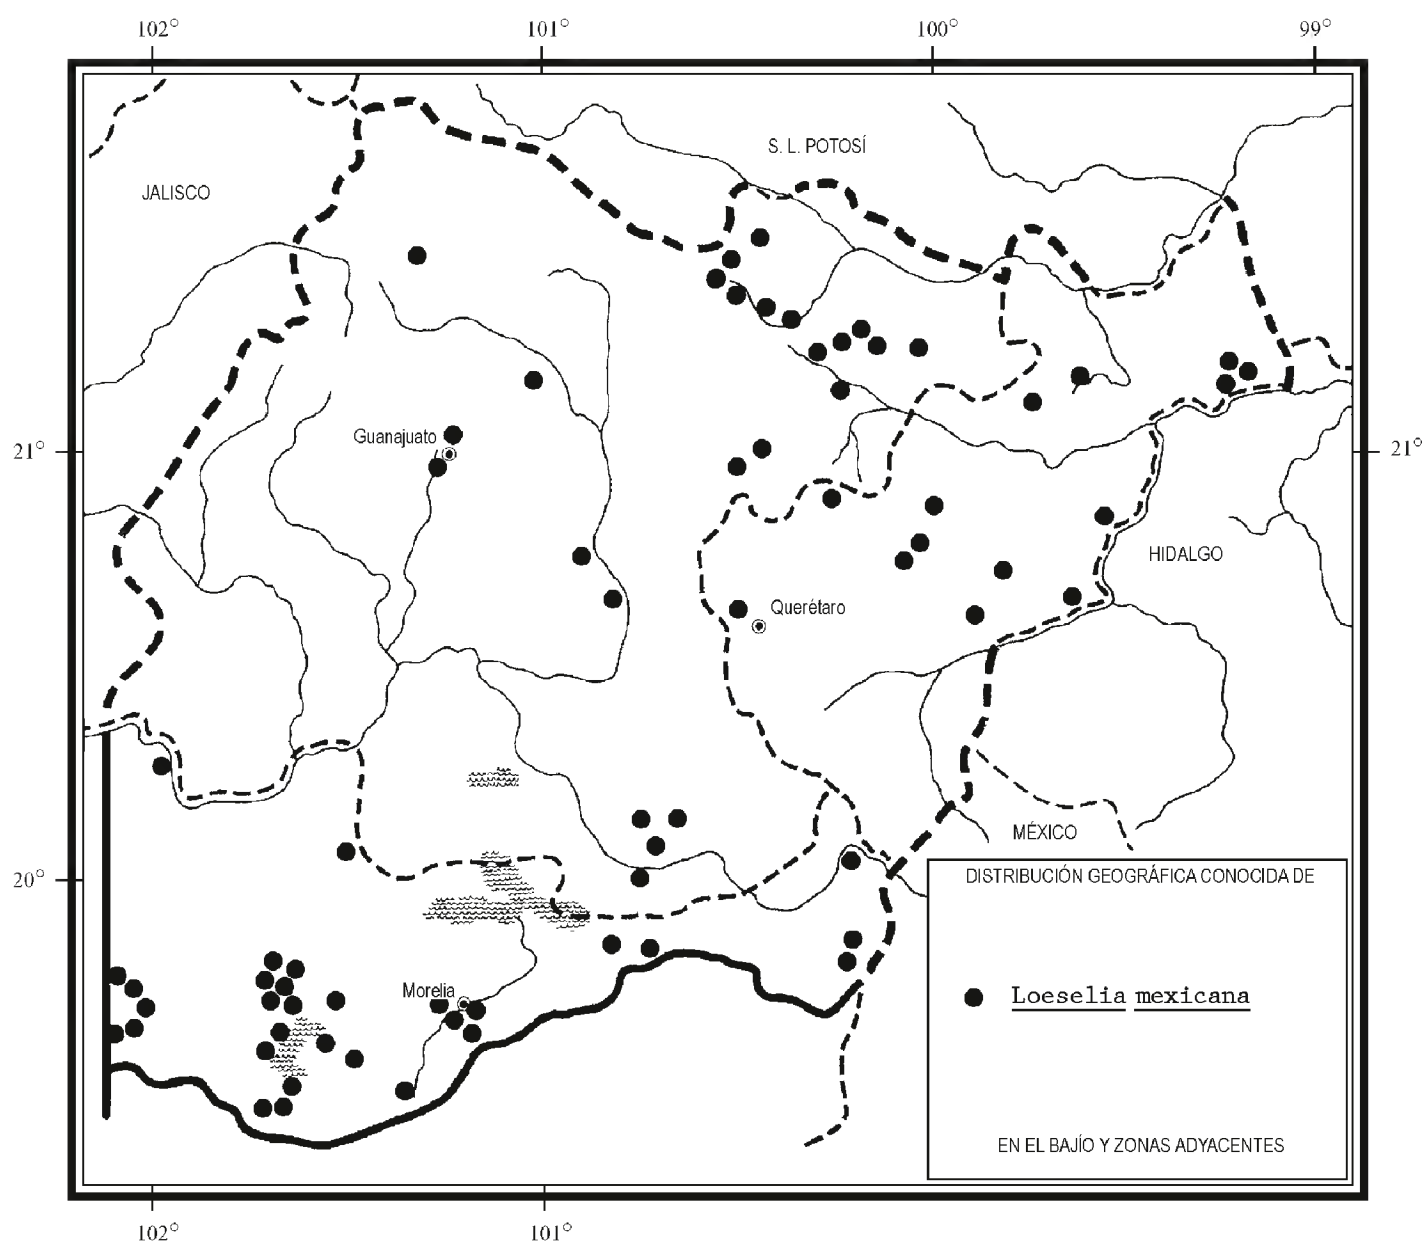 102° 101° 100° 99°
S. L. POTOSÍ
JALISCO
Guanajuato
21° 21°
HIDALGO
Querétaro
MÉXICO
20°
DISTRIBUCIÓN GEOGRÁFICA CONOCIDA DE
Morelia
Loeselia mexicana
EN EL BAJÍO Y ZONAS ADYACENTES
102° 101°